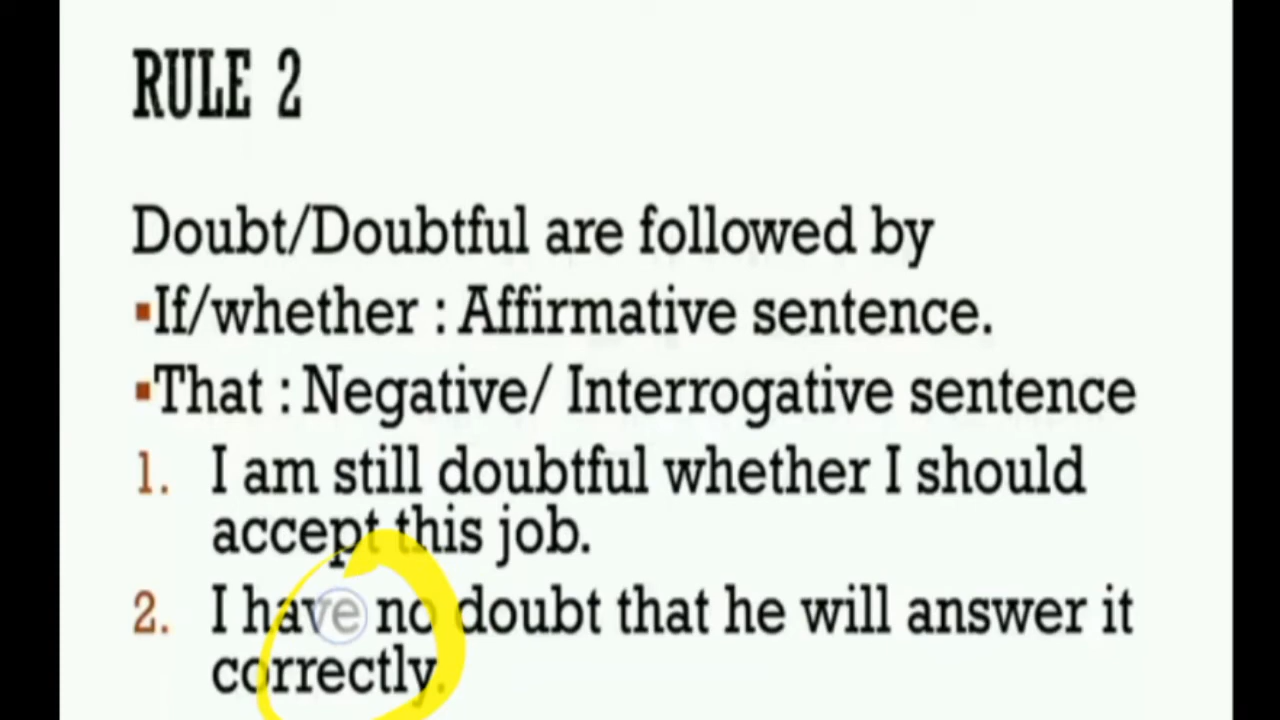 RULE 2
Doubt/Doubtful are followed by
▪If/whether : Affirmative sentence.
▪That : Negative/ Interrogative sentence
1. I am still doubtful whether I should
accept this job.
2. I have no doubt that he will answer it
correctly.